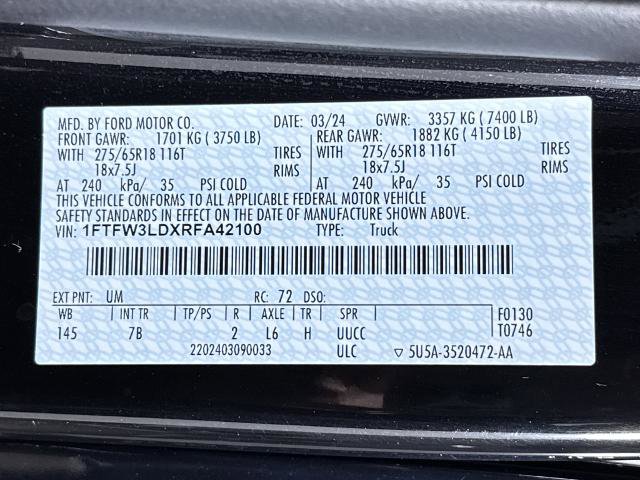 MFD. BY FORD MOTOR CO. DATE: 03/24 GVWR: 3357 KG ( 7400 LB)
FRONT GAWR: 1701 KG ( 3750 LB) REAR GAWR: 1882 KG ( 4150 LB)
WITH 275/65R18 116T TIRES WITH 275/65R18 116T TIRES
18x7.5J RIMS 18x7.5J RIMS
AT 240 kPa/ 35 PSI COLD AT 240 kPa/ 35 PSI COLD
THIS VEHICLE CONFORMS TO ALL APPLICABLE FEDERAL MOTOR VEHICLE
SAFETY STANDARDS IN EFFECT ON THE DATE OF MANUFACTURE SHOWN ABOVE.
VIN: 1FTFW3LDXRFA42100 TYPE: Truck
EXT PNT: UM RC: 72 DSO:
WB INT TR TP/PS R AXLE TR SPR F0130
145 7B 2 L6 H UUCC T0746
2202403090033 ULC ▽ 5U5A-3520472-AA